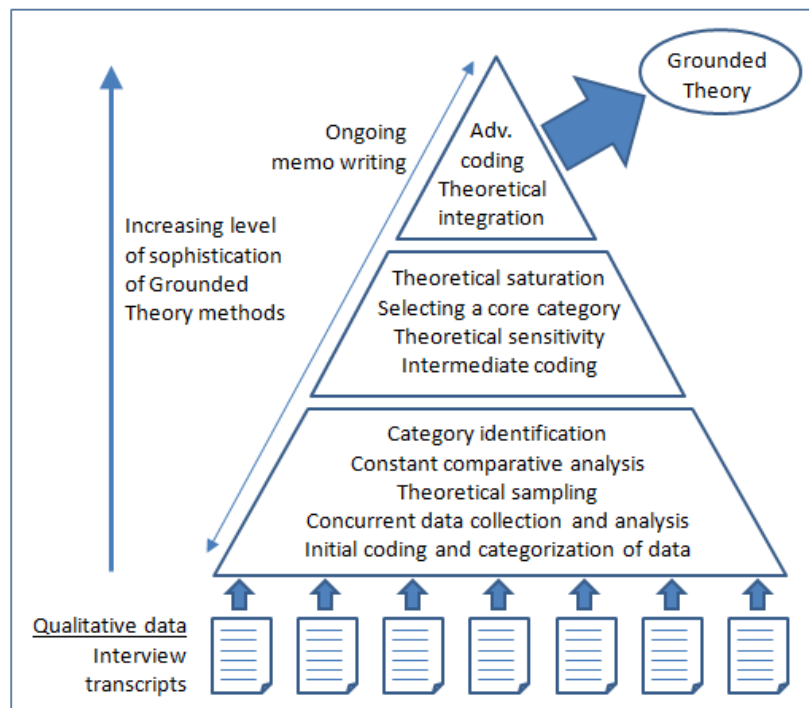 Grounded
Theory
Ongoing
memo writing
Adv.
coding
Theoretical
integration
Increasing level
of sophistication
of Grounded
Theory methods
Theoretical saturation
Selecting a core category
Theoretical sensitivity
Intermediate coding
Category identification
Constant comparative analysis
Theoretical sampling
Concurrent data collection and analysis
Initial coding and categorization of data
Qualitative data
Interview
transcripts